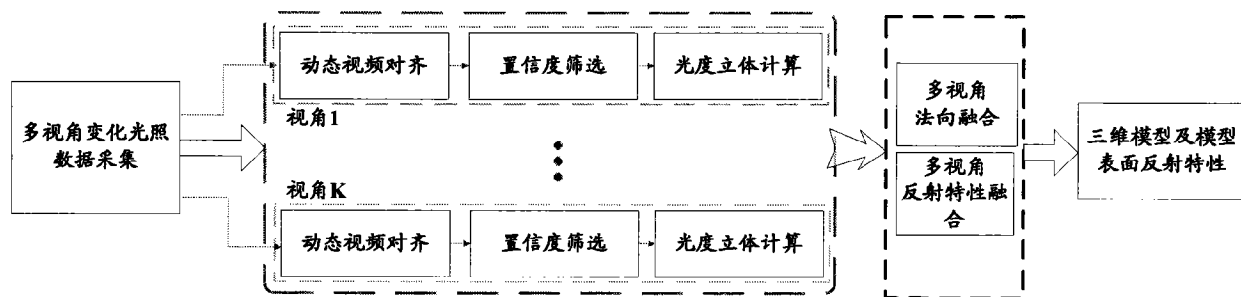 多视角变化光照
数据采集
动态视频对齐
置信度筛选
光度立体计算
视角1
视角K
动态视频对齐
置信度筛选
光度立体计算
多视角
法向融合
多视角
反射特性融
合
三维模型及模型
表面反射特性